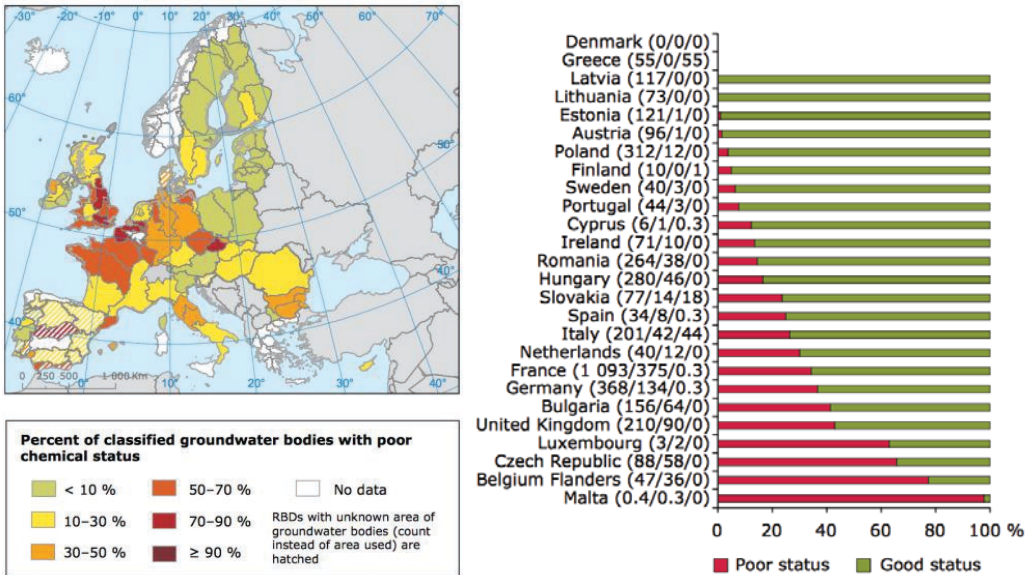 -30° -20° -10° 0° 10° 20° 30° 40° 50° 60° 70°
60°
50°
50°
40°
40°
0 250 500 1 000 Km
0° 10° 20° 30° 40°
Percent of classified groundwater bodies with poor
chemical status
< 10 %
50–70 %
No data
10–30 %
70–90 %
30–50 %
≥ 90 %
RBDs with unknown area of
groundwater bodies (count
instead of area used) are
hatched
Denmark (0/0/0)
Greece (55/0/55)
Latvia (117/0/0)
Lithuania (73/0/0)
Estonia (121/1/0)
Austria (96/1/0)
Poland (312/12/0)
Finland (10/0/1)
Sweden (40/3/0)
Portugal (44/3/0)
Cyprus (6/1/0.3)
Ireland (71/10/0)
Romania (264/38/0)
Hungary (280/46/0)
Slovakia (77/14/18)
Spain (34/8/0.3)
Italy (201/42/44)
Netherlands (40/12/0)
France (1 093/375/0.3)
Germany (368/134/0.3)
Bulgaria (156/64/0)
United Kingdom (210/90/0)
Luxembourg (3/2/0)
Czech Republic (88/58/0)
Belgium Flanders (47/36/0)
Malta (0.4/0.3/0)
0 20 40 60 80 100 %
Poor status Good status